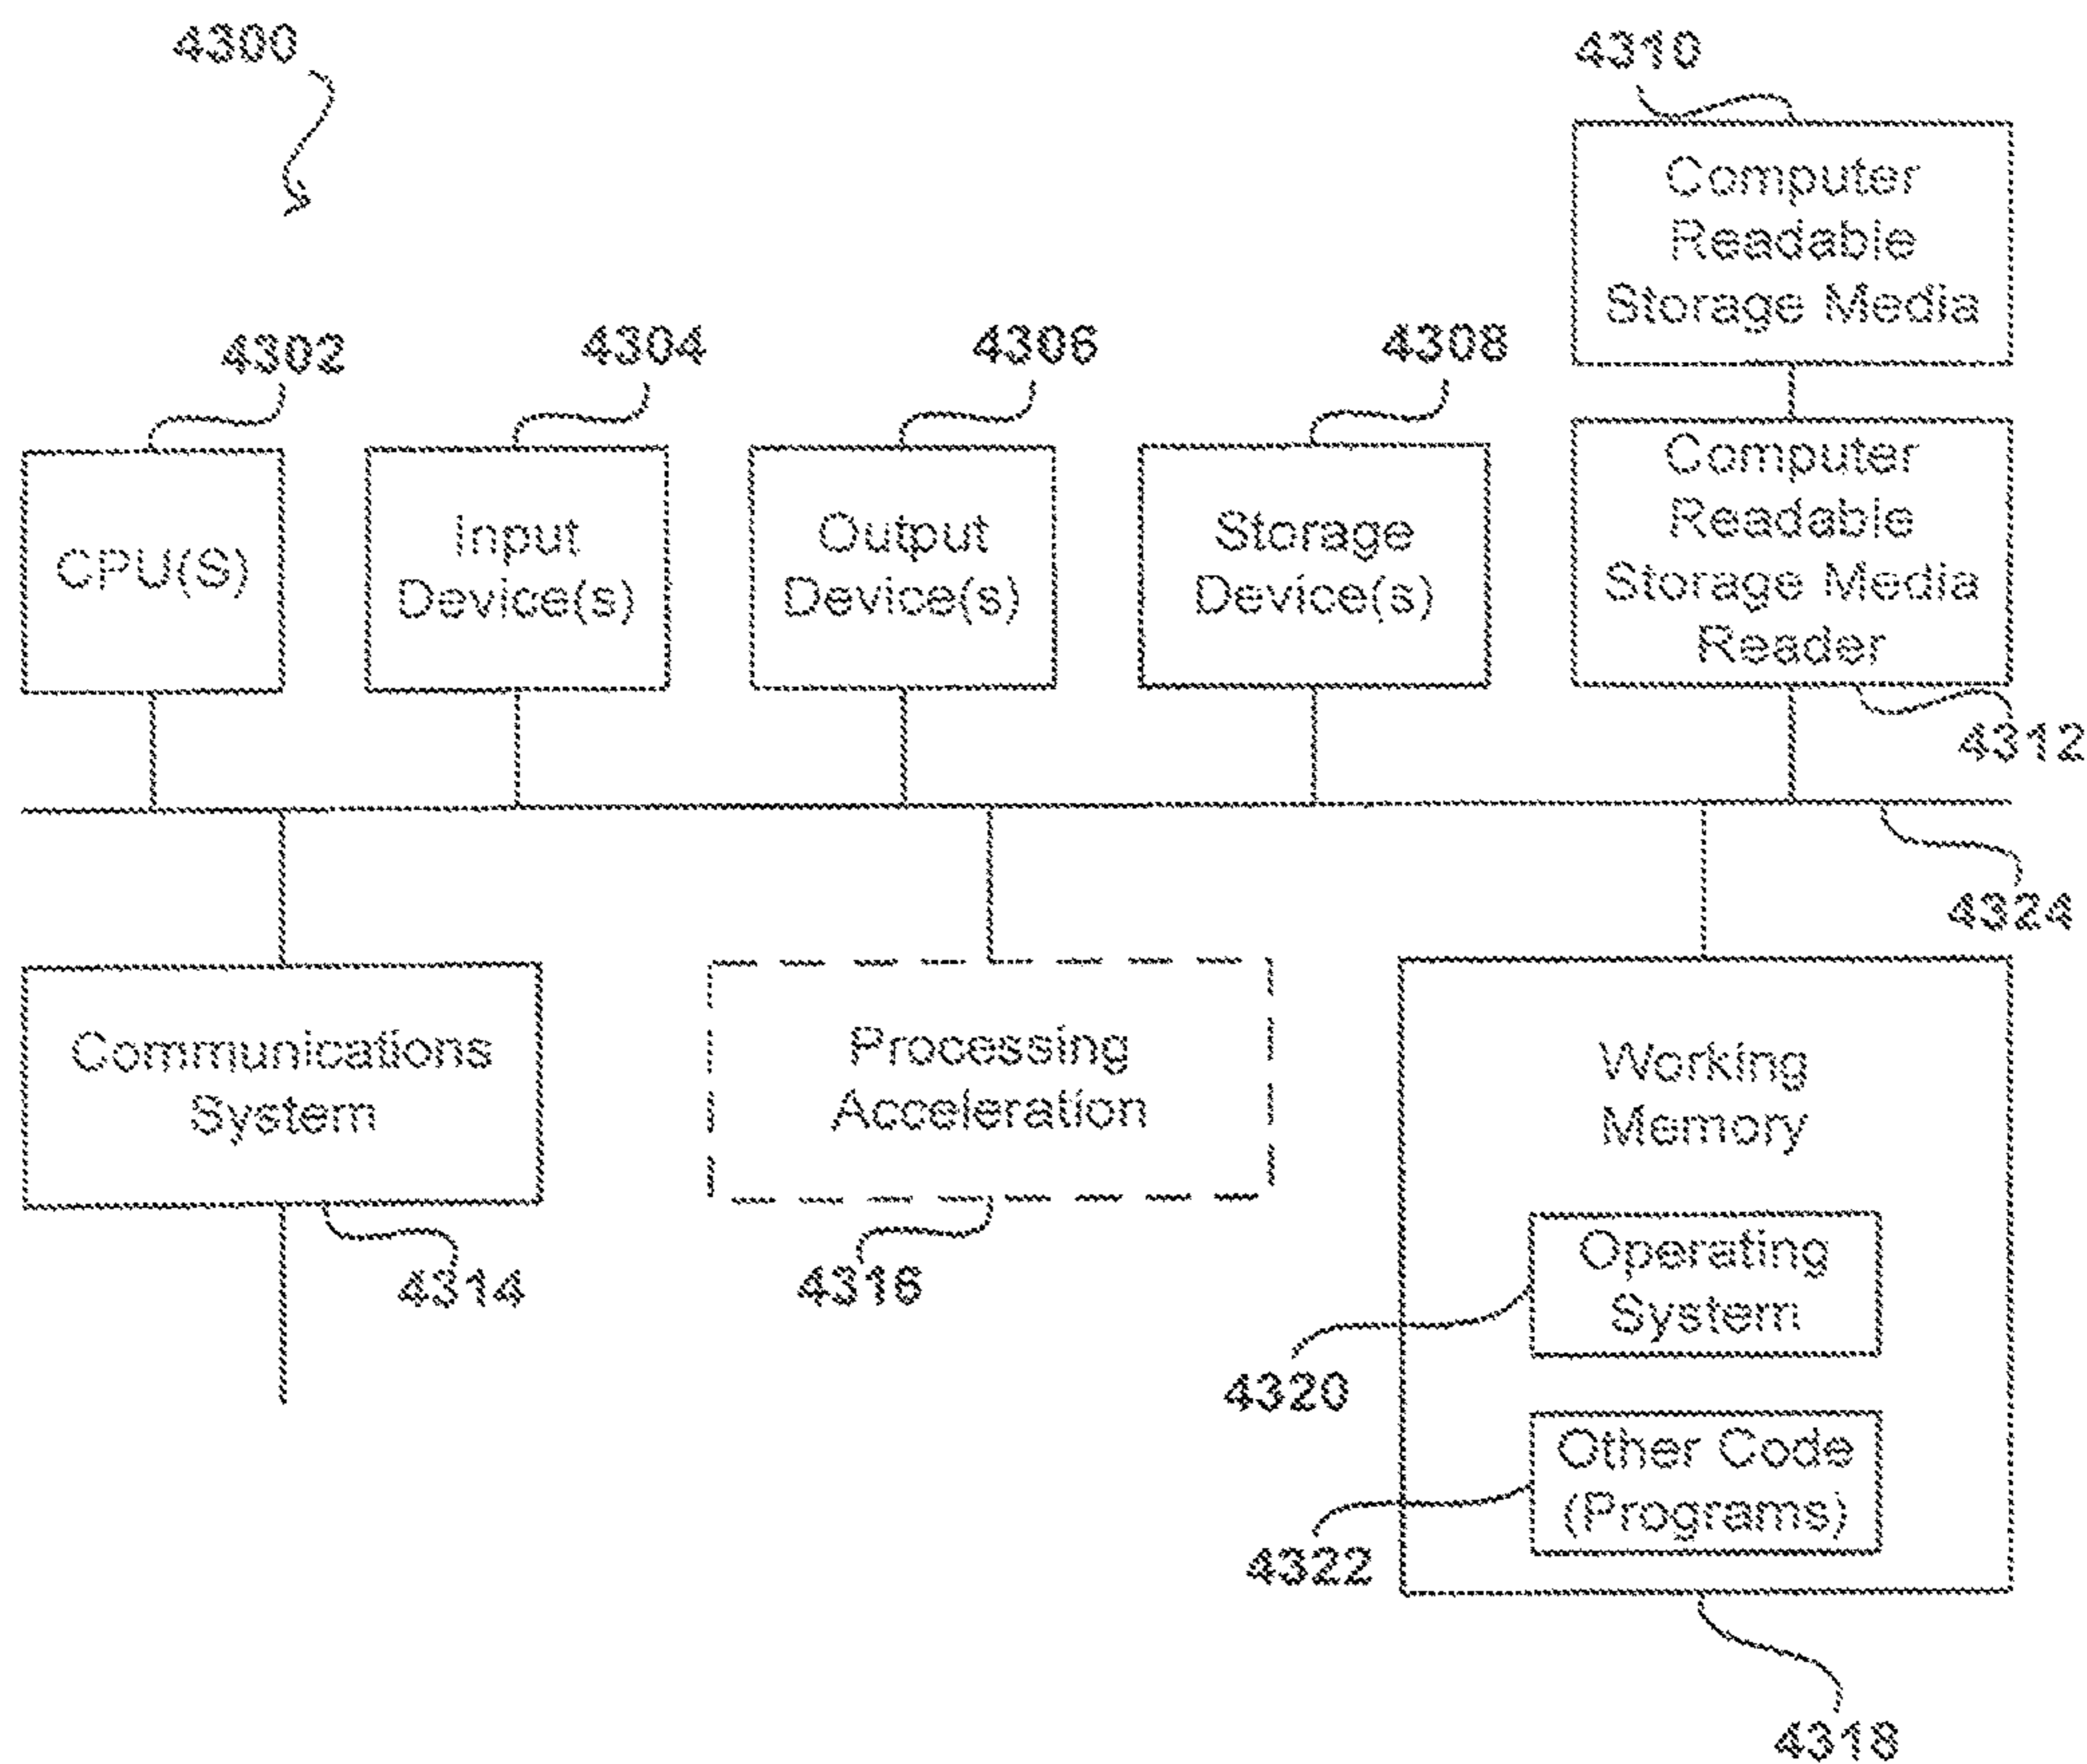 4300
4310
Computer
Readable
Storage Media
4302
4304
4306
4308
CPU(S)
Input
Device(s)
Output
Device(s)
Storage
Device(s)
Computer
Readable
Storage Media
Reader
4312
4324
Communications
System
4314
Processing
Acceleration
4316
Working
Memory
Operating
System
4320
Other Code
(Programs)
4322
4318